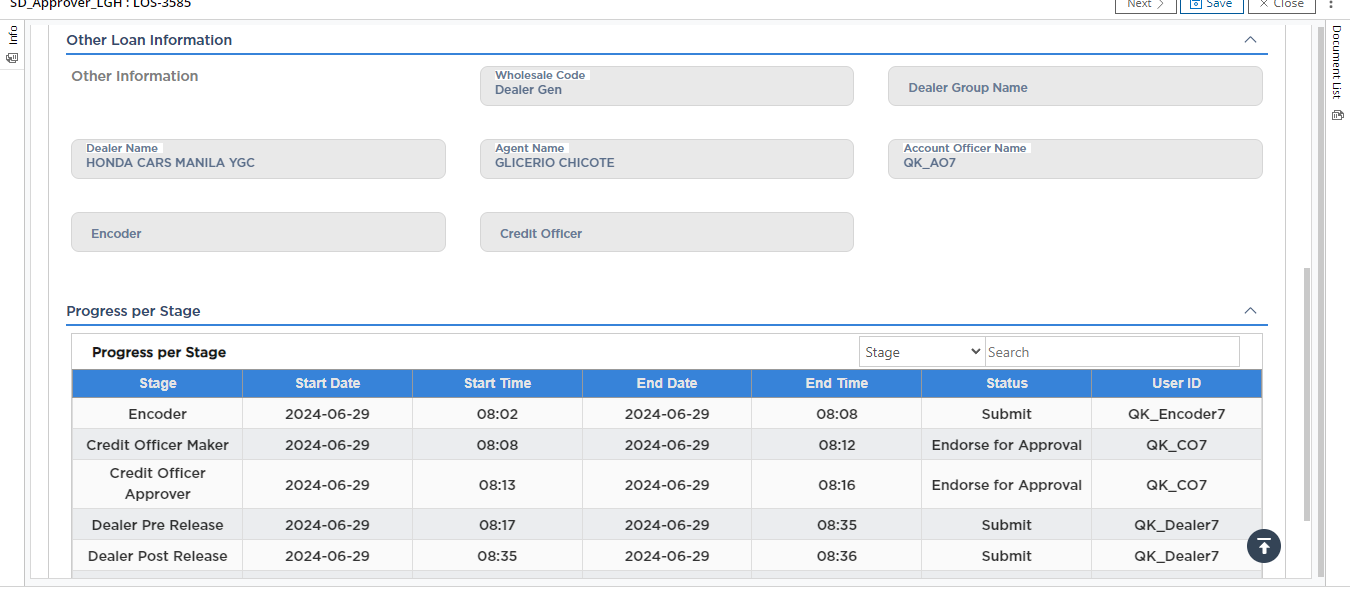 SD_Approver_LGH : LOS-3585
Next
Save
Close
Info
Document List
Other Loan Information
Other Information
Wholesale Code
Dealer Gen
Dealer Group Name
Dealer Name
HONDA CARS MANILA YGC
Agent Name
GLICERIO CHICOTE
Account Officer Name
QK_AO7
Encoder
Credit Officer
Progress per Stage
Progress per Stage
Stage
Search
Stage Start Date Start Time End Date End Time Status User ID
Encoder 2024-06-29 08:02 2024-06-29 08:08 Submit QK_Encoder7
Credit Officer Maker 2024-06-29 08:08 2024-06-29 08:12 Endorse for Approval QK_CO7
Credit Officer
Approver 2024-06-29 08:13 2024-06-29 08:16 Endorse for Approval QK_CO7
Dealer Pre Release 2024-06-29 08:17 2024-06-29 08:35 Submit QK_Dealer7
Dealer Post Release 2024-06-29 08:35 2024-06-29 08:36 Submit QK_Dealer7